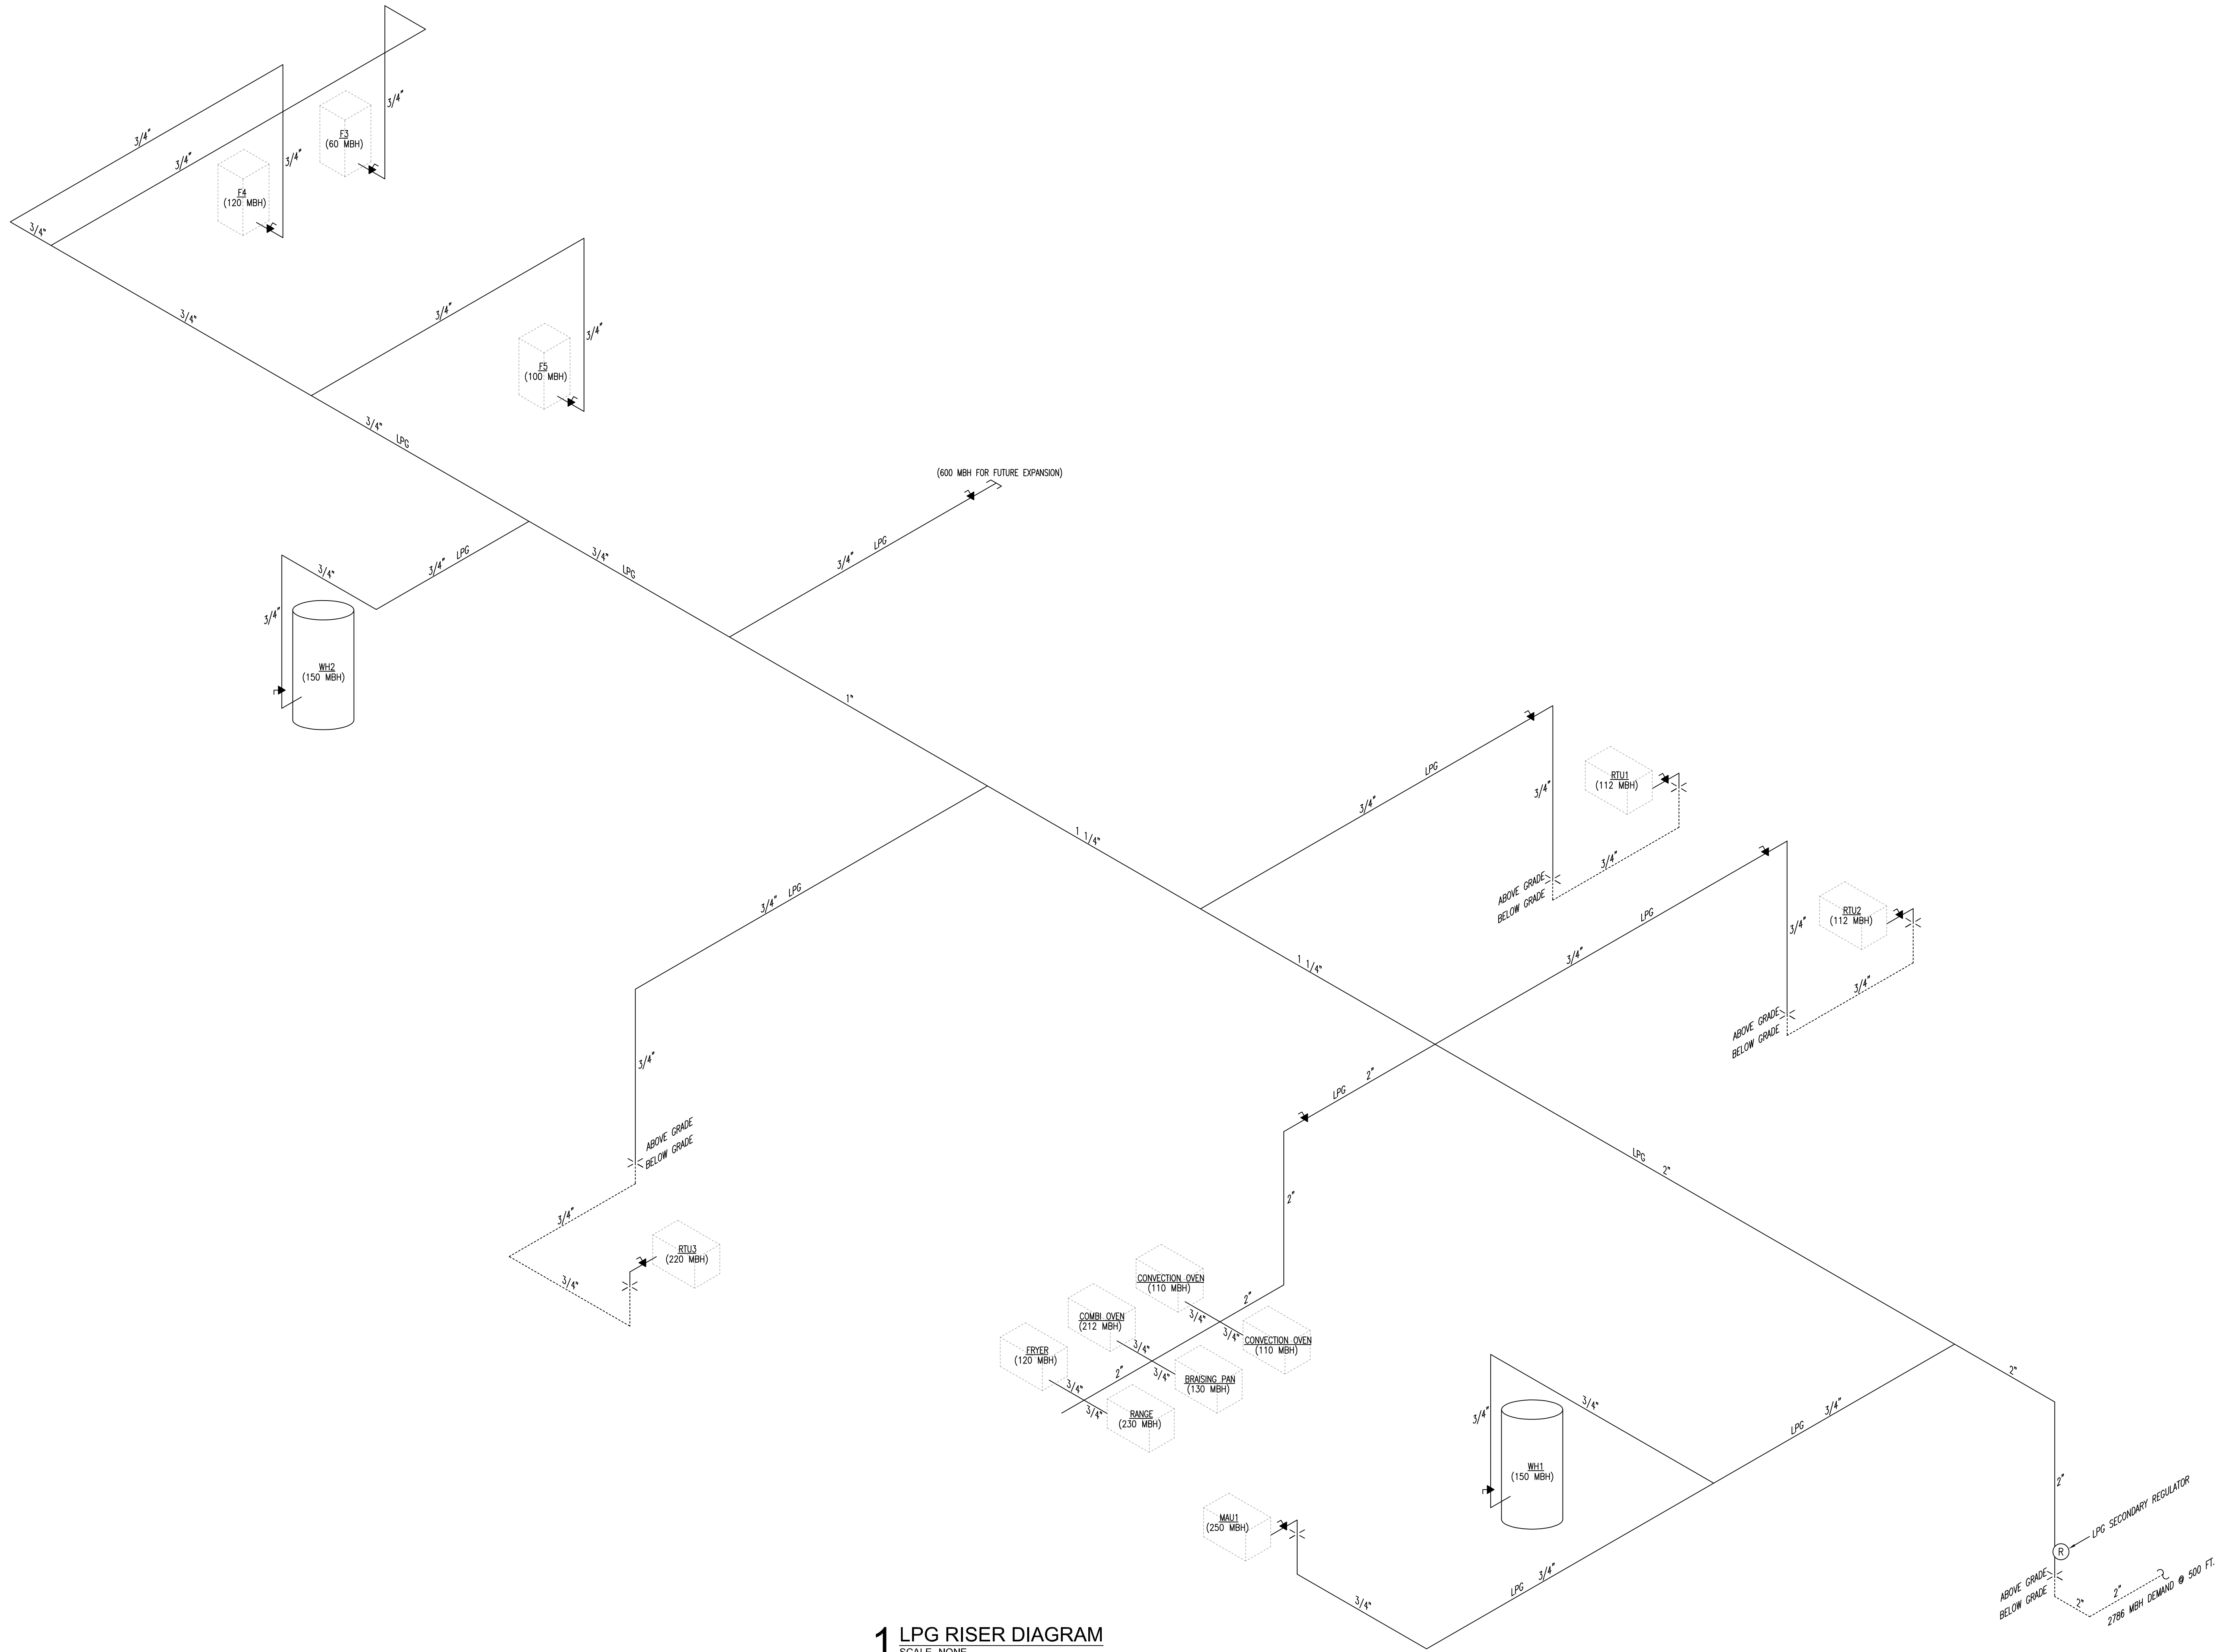 3/4"
3/4"
3/4"
3/4"
F3
(60 MBH)
F4
(120 MBH)
3/4"
3/4"
3/4"
3/4"
F5
(100 MBH)
3/4" LPG
(600 MBH FOR FUTURE EXPANSION)
3/4" LPG
3/4" LPG
3/4" LPG
3/4"
3/4"
WH2
(150 MBH)
1"
LPG
3/4"
3/4"
RTU1
(112 MBH)
3/4"
ABOVE GRADE
BELOW GRADE
1 1/4"
3/4" LPG
LPG
3/4"
3/4"
RTU2
(112 MBH)
3/4"
ABOVE GRADE
BELOW GRADE
1 1/4"
3/4"
LPG 2"
ABOVE GRADE
BELOW GRADE
LPG 2"
2"
3/4"
3/4"
RTU3
(220 MBH)
CONVECTION OVEN
(110 MBH)
2"
3/4"
3/4"
CONVECTION OVEN
(110 MBH)
COMBI OVEN
(212 MBH)
3/4"
3/4"
BRAISING PAN
(130 MBH)
FRYER
(120 MBH)
2"
3/4"
3/4"
RANGE
(230 MBH)
2"
3/4"
3/4"
LPG 3/4"
WH1
(150 MBH)
2"
LPG SECONDARY REGULATOR
R
MAU1
(250 MBH)
LPG 3/4"
3/4"
ABOVE GRADE
BELOW GRADE
2"
2"
2786 MBH DEMAND @ 500 FT.
1 LPG RISER DIAGRAM
SCALE NONE